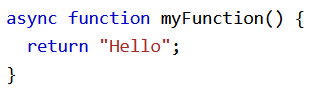 async function myFunction() {
  return "Hello";
}